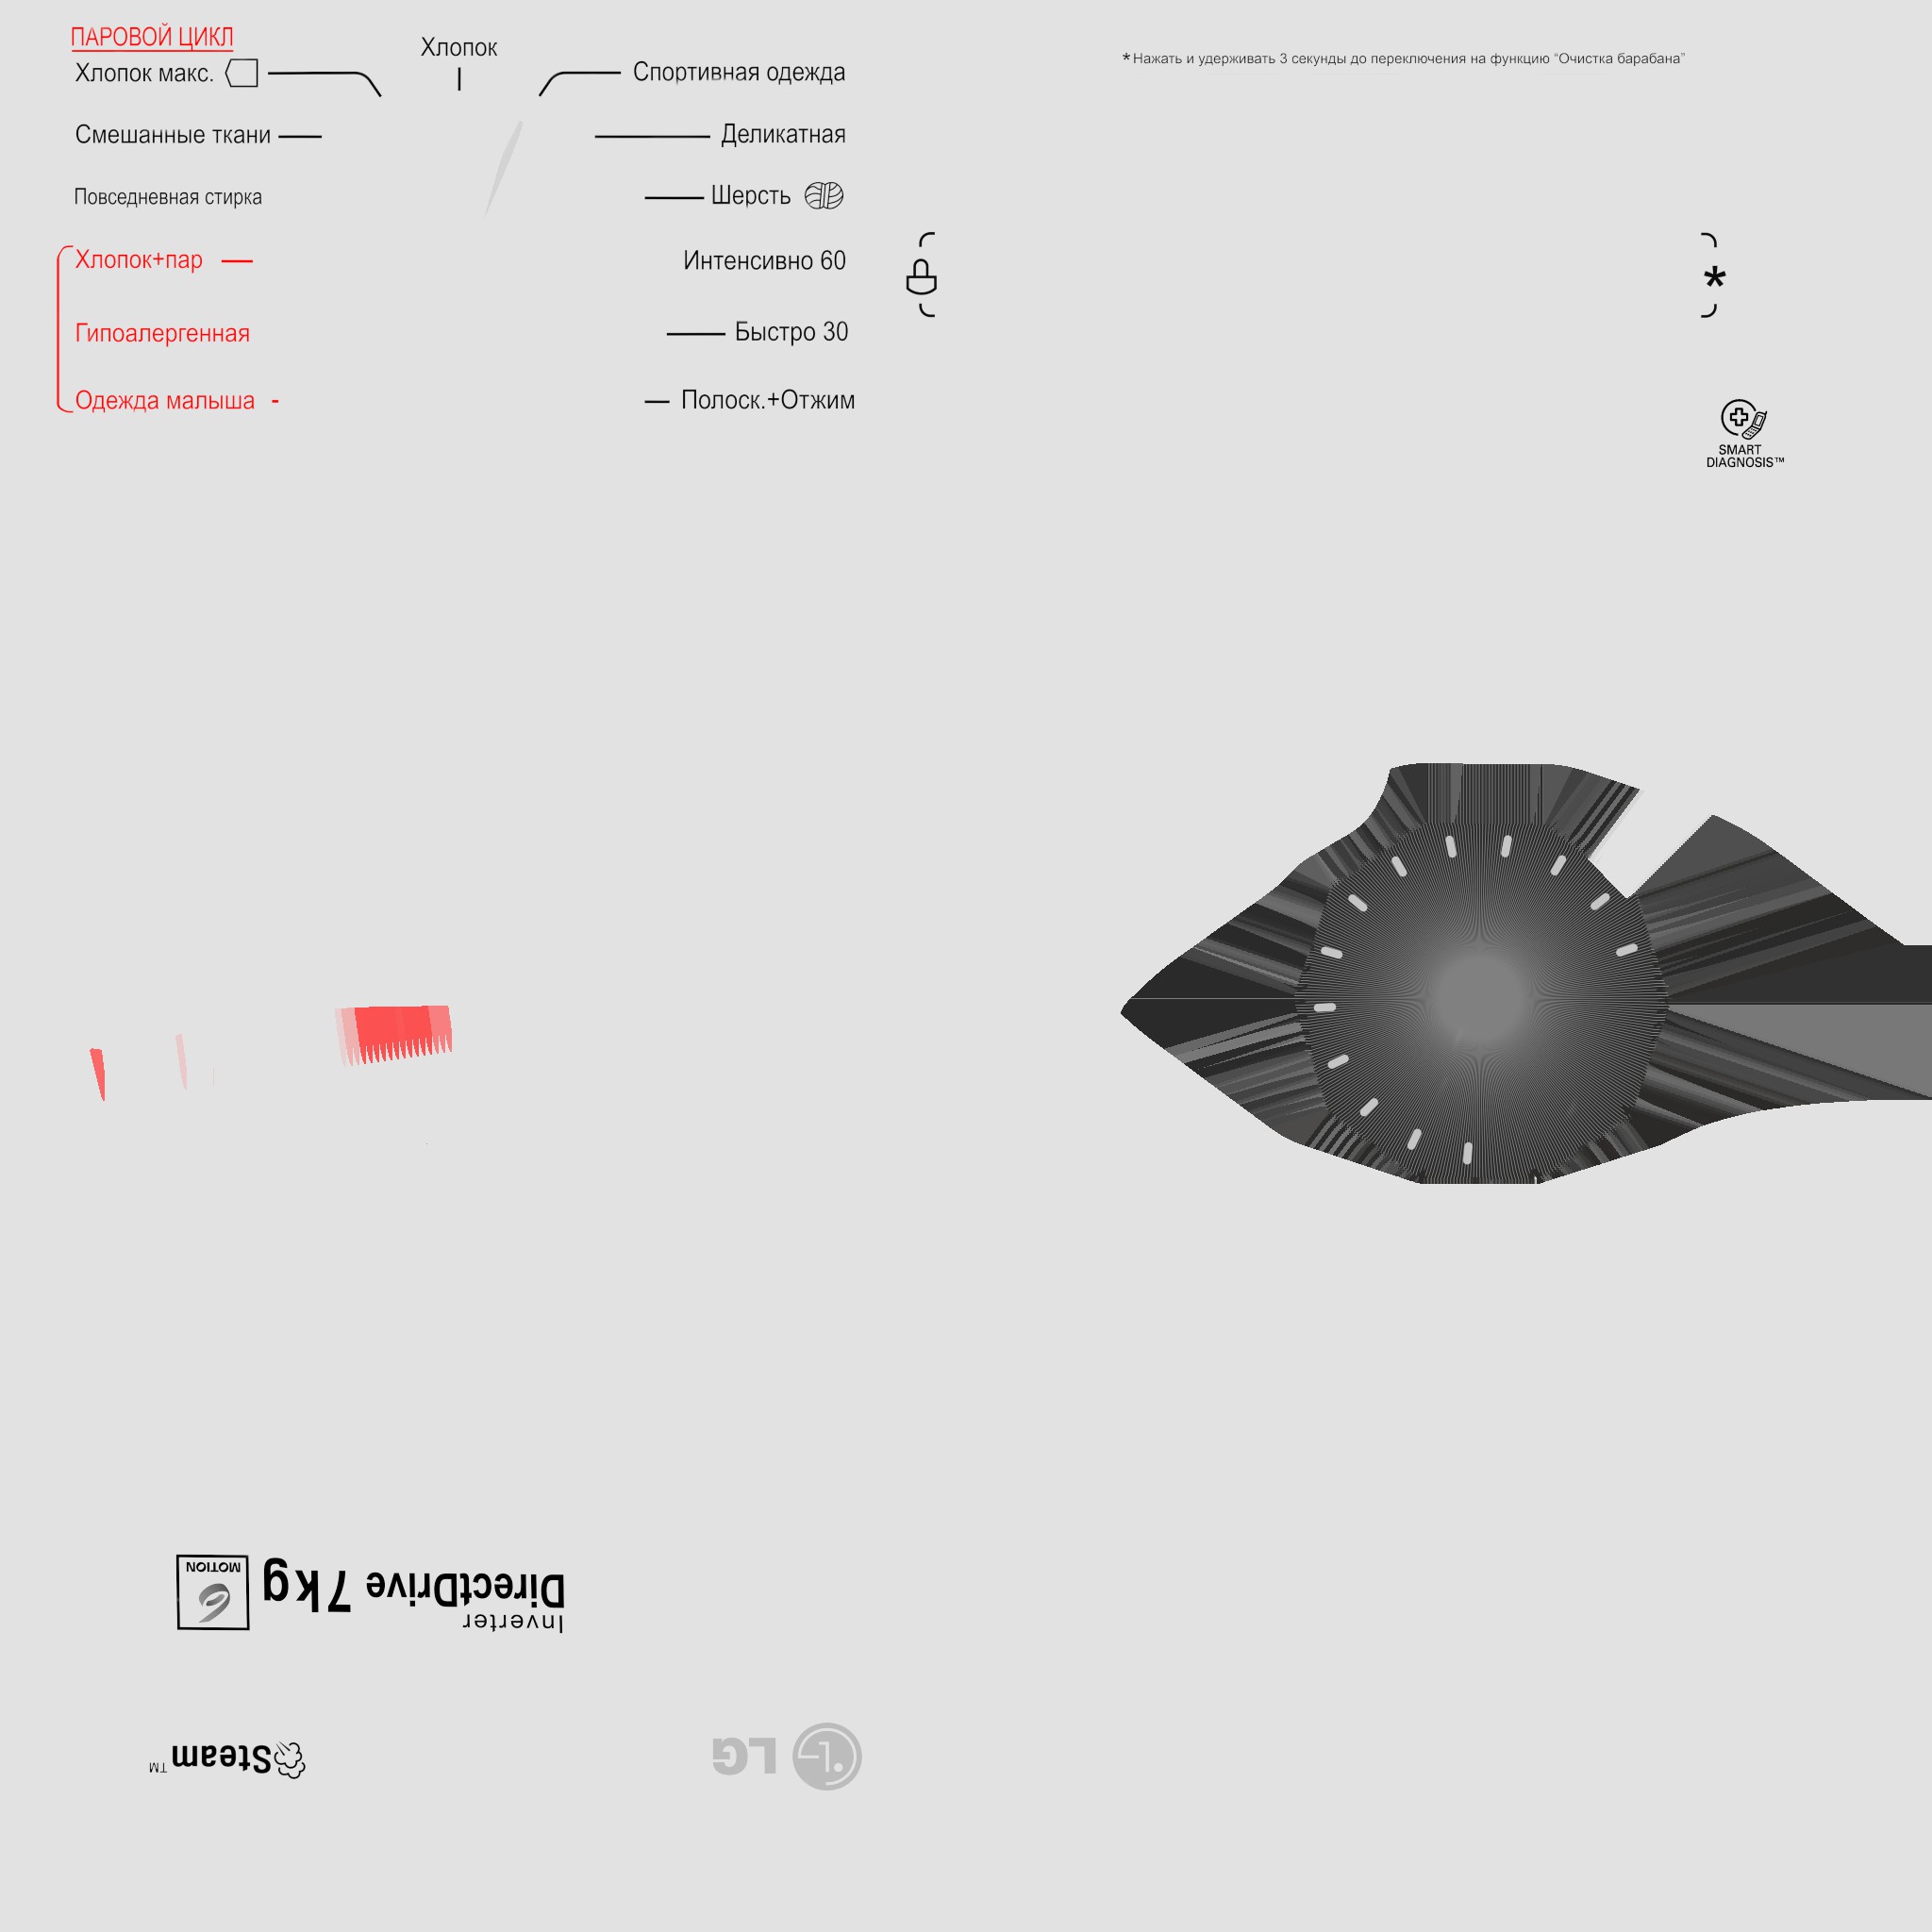 ПАРОВОЙ ЦИКЛ
Хлопок макс.
Хлопок
Спортивная одежда
Смешанные ткани
Деликатная
Повседневная стирка
Шерсть
Хлопок+пар
Интенсивно 60
Гипоалергенная
Быстро 30
Одежда малыша
Полоск.+Отжим
*Нажать и удерживать 3 секунды до переключения на функцию “Очистка барабана”
*
SMART
DIAGNOSIS™
Inverter
DirectDrive 7kg
6 MOTION
Steam™
LG